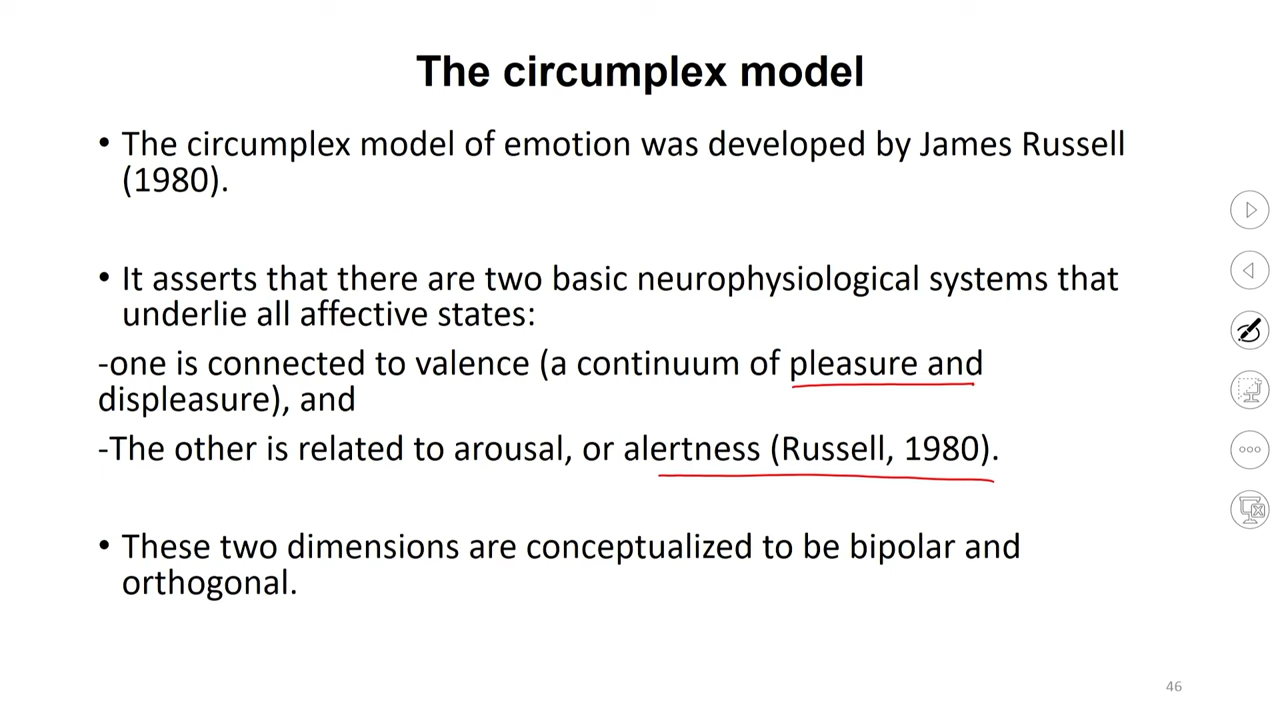 The circumplex model
• The circumplex model of emotion was developed by James Russell
(1980).
• It asserts that there are two basic neurophysiological systems that
underlie all affective states:
-one is connected to valence (a continuum of pleasure and
displeasure), and
-The other is related to arousal, or alertness (Russell, 1980).
• These two dimensions are conceptualized to be bipolar and
orthogonal.
46